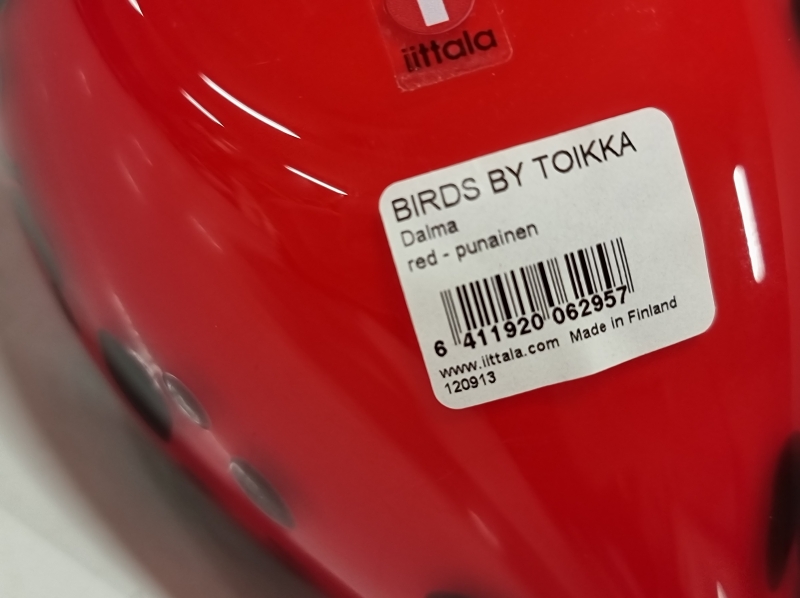 iittala
BIRDS BY TOIKKA
Dalma
red - punainen
6 411920 062957
www.iittala.com Made in Finland
120913